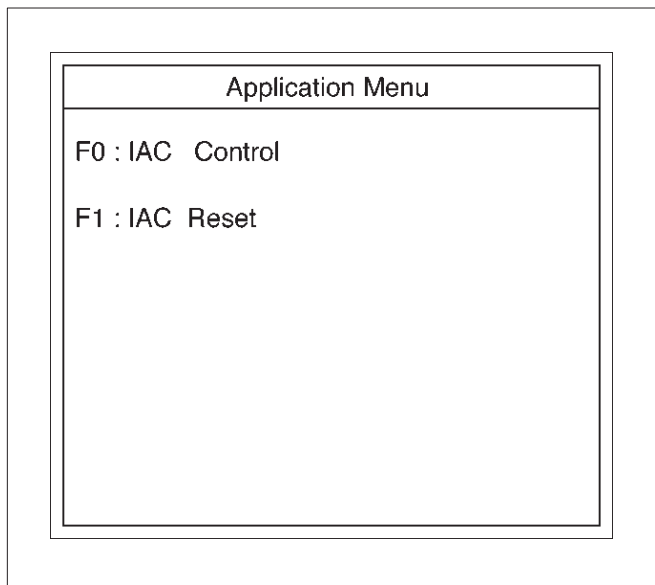 Application Menu
F0 : IAC Control
F1 : IAC Reset